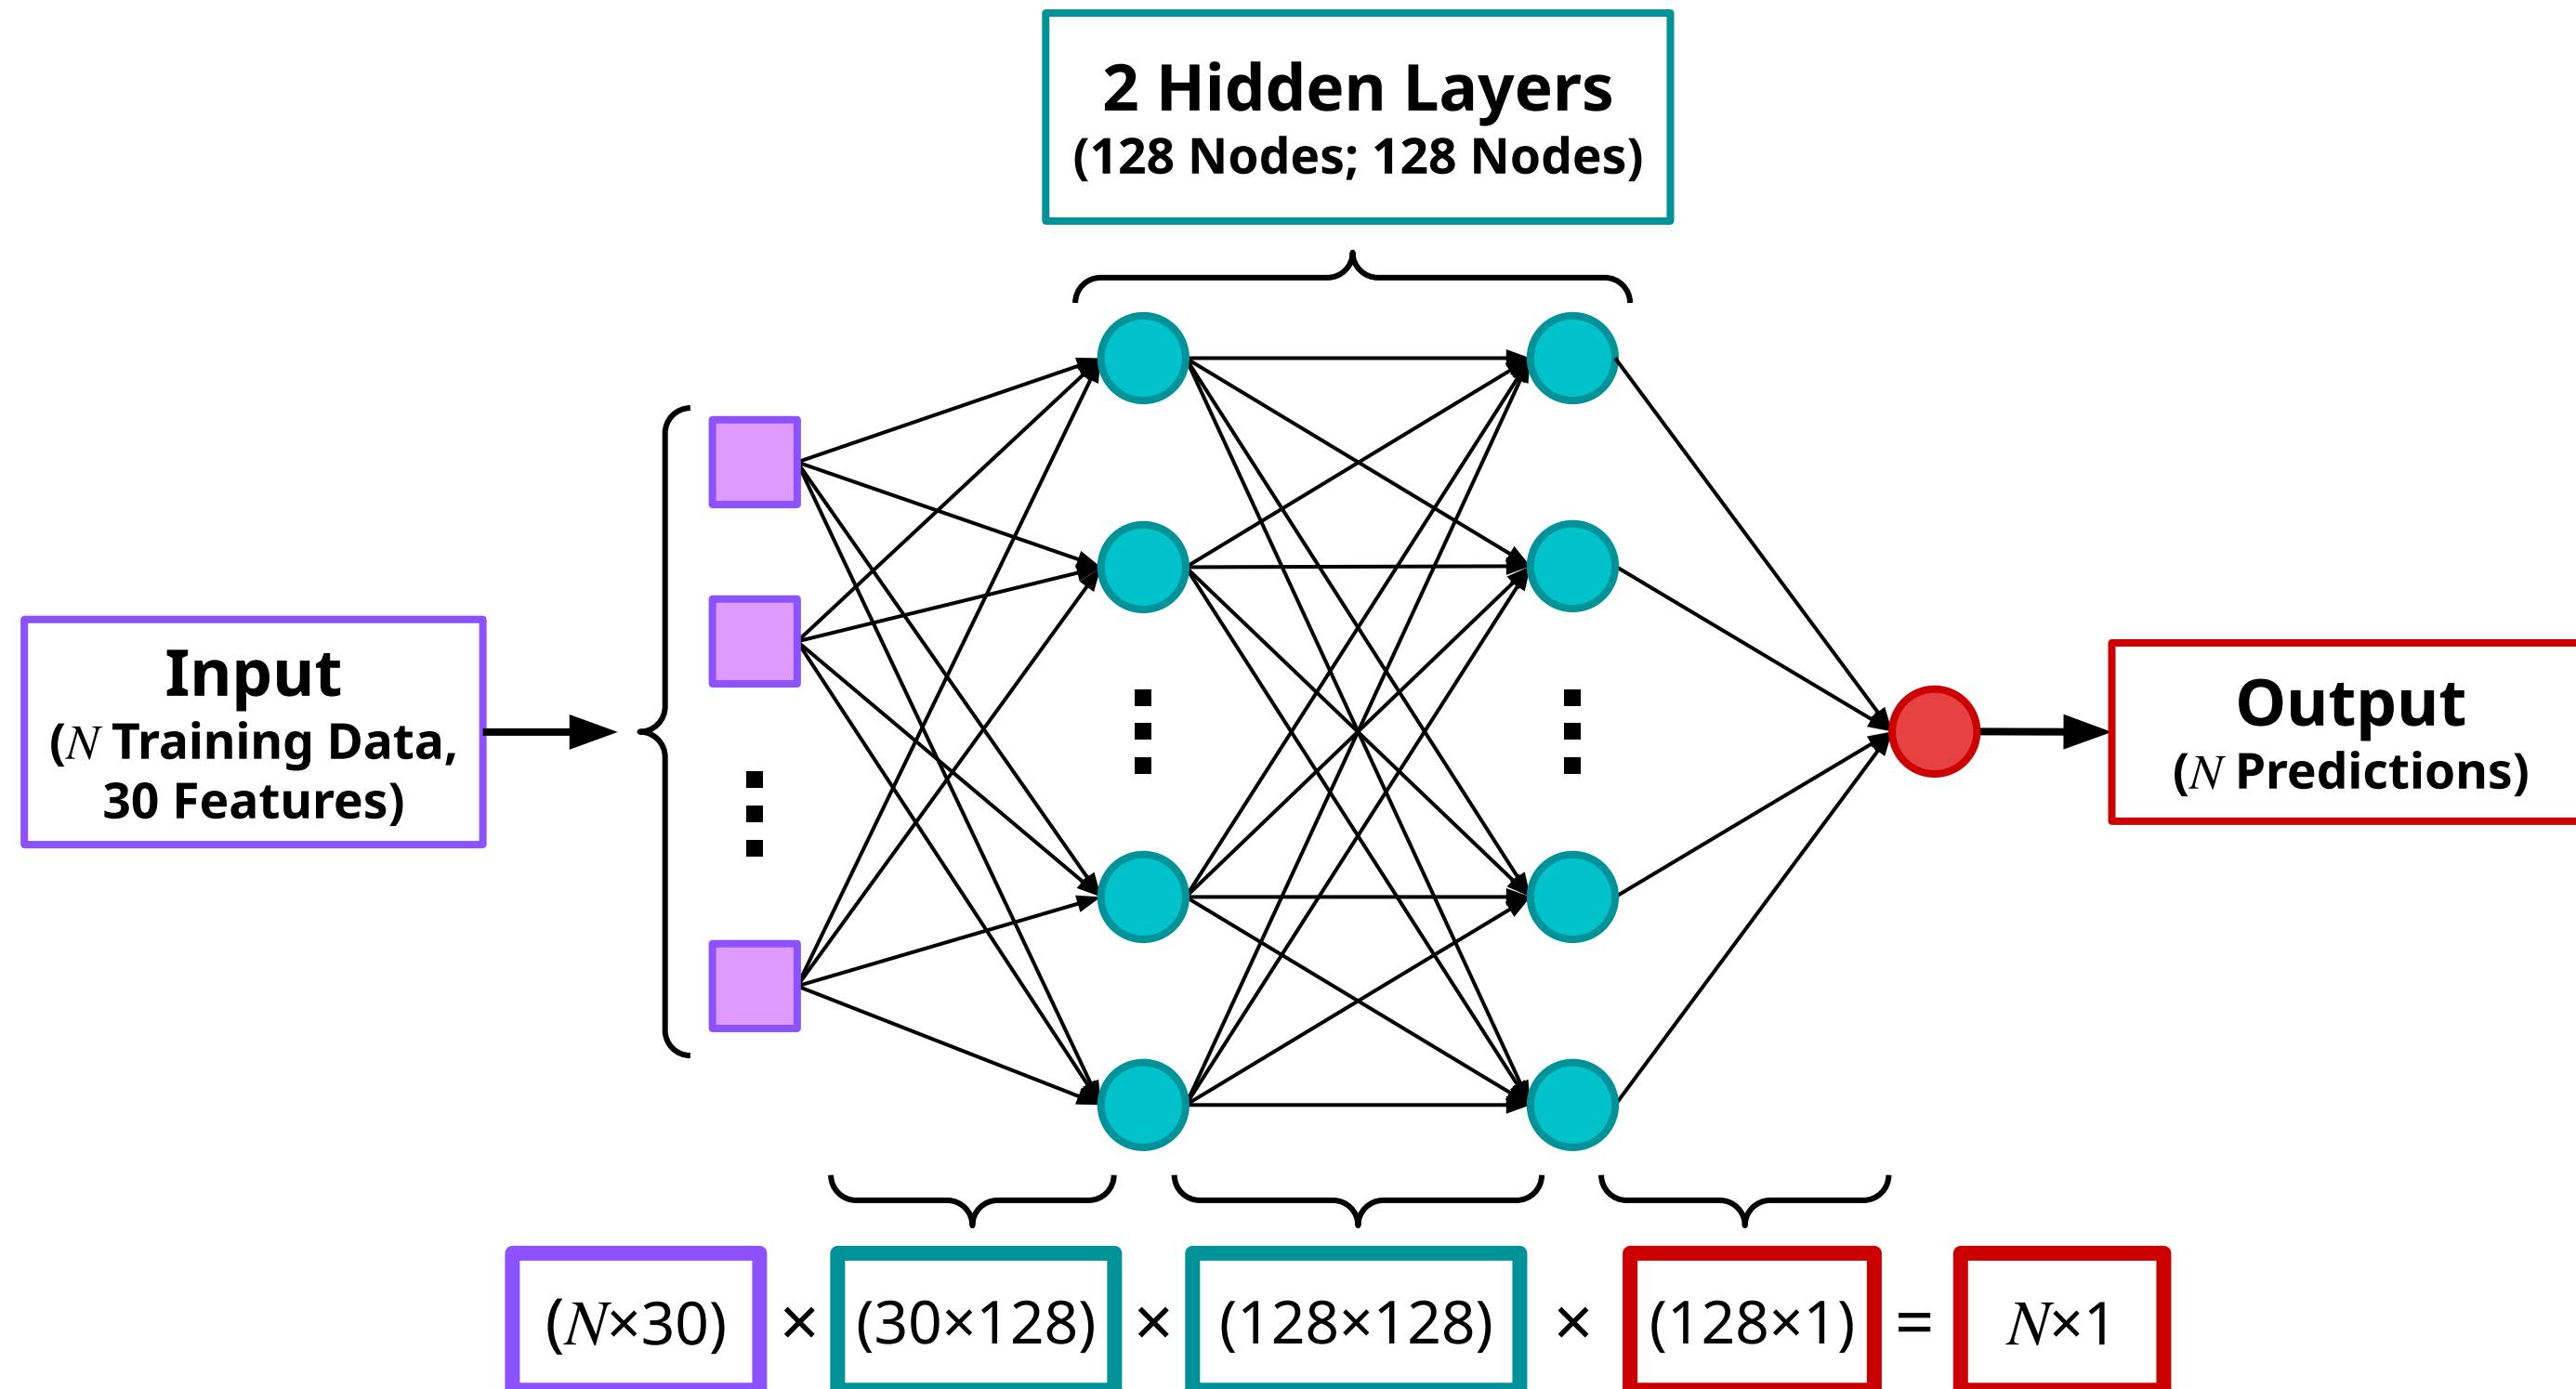 2 Hidden Layers
(128 Nodes; 128 Nodes)
Input
(N Training Data,
30 Features)
Output
(N Predictions)
(N×30) × (30×128) × (128×128) × (128×1) = N×1